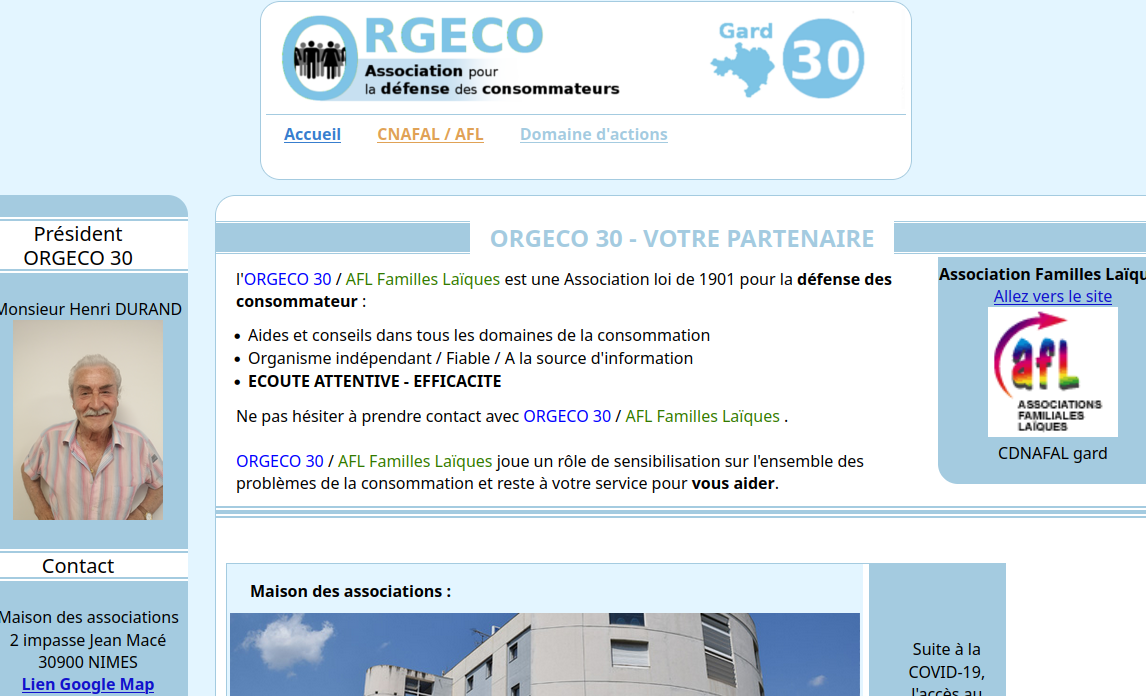 ORGECO
Association pour
la défense des consommateurs
Gard
30
Accueil CNAFAL / AFL Domaine d'actions
Président
ORGECO 30
Monsieur Henri DURAND
Contact
Maison des associations
2 impasse Jean Macé
30900 NIMES
Lien Google Map
ORGECO 30 - VOTRE PARTENAIRE
l'ORGECO 30 / AFL Familles Laïques est une Association loi de 1901 pour la défense des
consommateur :
• Aides et conseils dans tous les domaines de la consommation
• Organisme indépendant / Fiable / A la source d'information
• ECOUTE ATTENTIVE - EFFICACITE
Ne pas hésiter à prendre contact avec ORGECO 30 / AFL Familles Laïques .
ORGECO 30 / AFL Familles Laïques joue un rôle de sensibilisation sur l'ensemble des
problèmes de la consommation et reste à votre service pour vous aider.
Association Familles Laïqu
Allez vers le site
afL
ASSOCIATIONS
FAMILIALES
LAÏQUES
CDNAFAL gard
Maison des associations :
Suite à la
COVID-19,
l'accès au